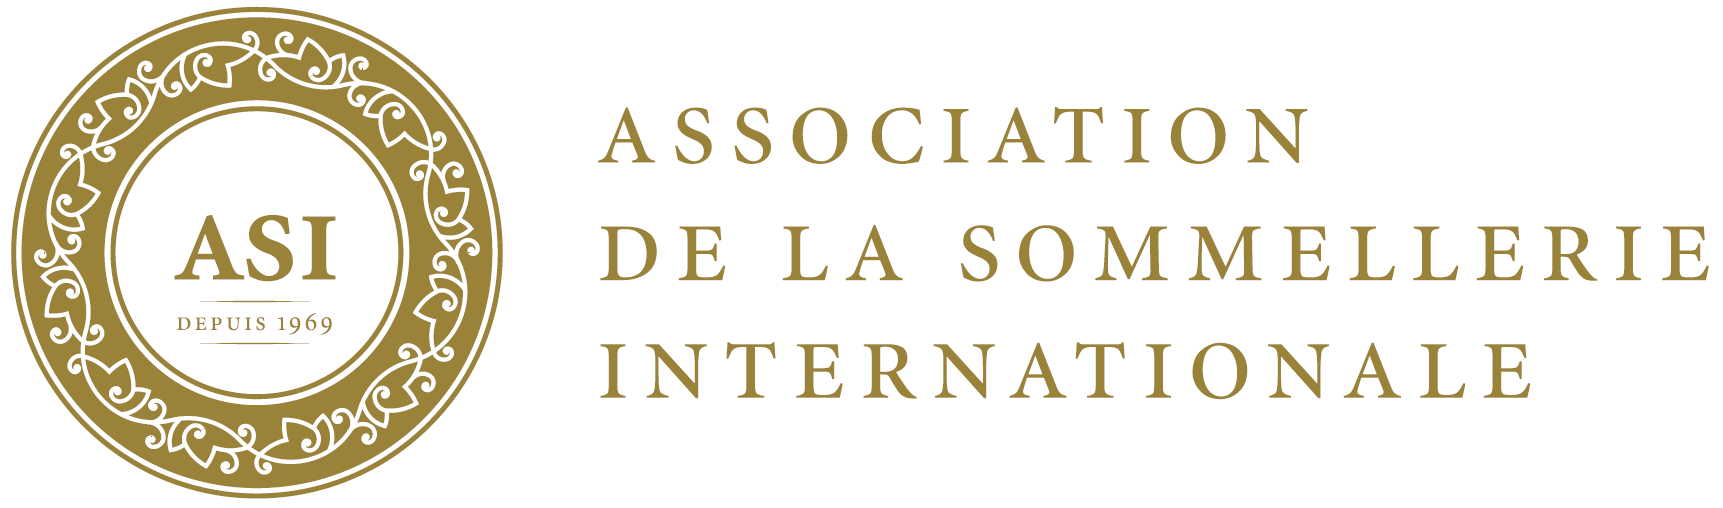 ASI
DEPUIS 1969
ASSOCIATION
DE LA SOMMELLERIE
INTERNATIONALE